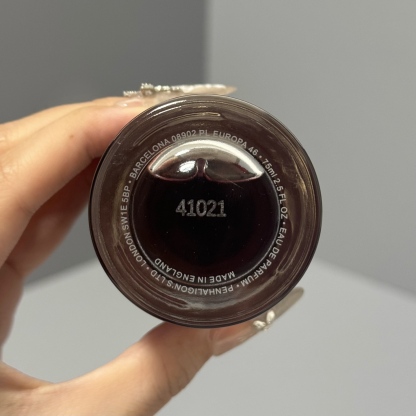 EAU DE PARFUM • PENHALIGON'S LTD • LONDON SW1E 5BP • BARCELONA 08902 PL EUROPA 46 • 75ml 2.5 FL OZ •
MADE IN ENGLAND
41021